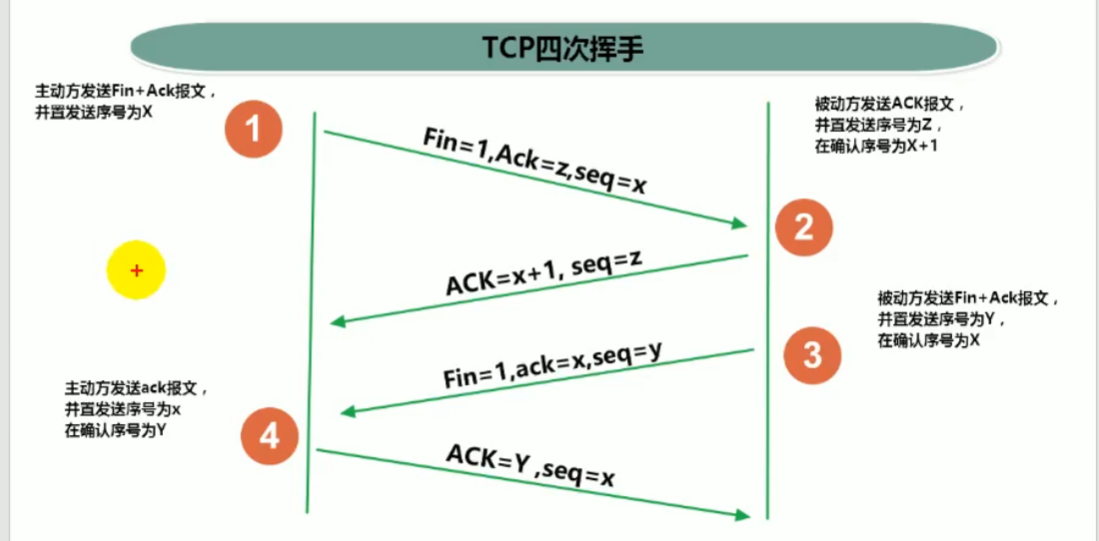 TCP四次挥手
主动方发送Fin+Ack报文，
并置发送序号为X
1
Fin=1,Ack=z,seq=x
被动方发送ACK报文，
并置发送序号为Z，
在确认序号为X+1
2
ACK=x+1, seq=z
被动方发送Fin+Ack报文，
并置发送序号为Y，
在确认序号为X
3
Fin=1,ack=x,seq=y
主动方发送ack报文，
并置发送序号为x
在确认序号为Y
4
ACK=Y ,seq=x